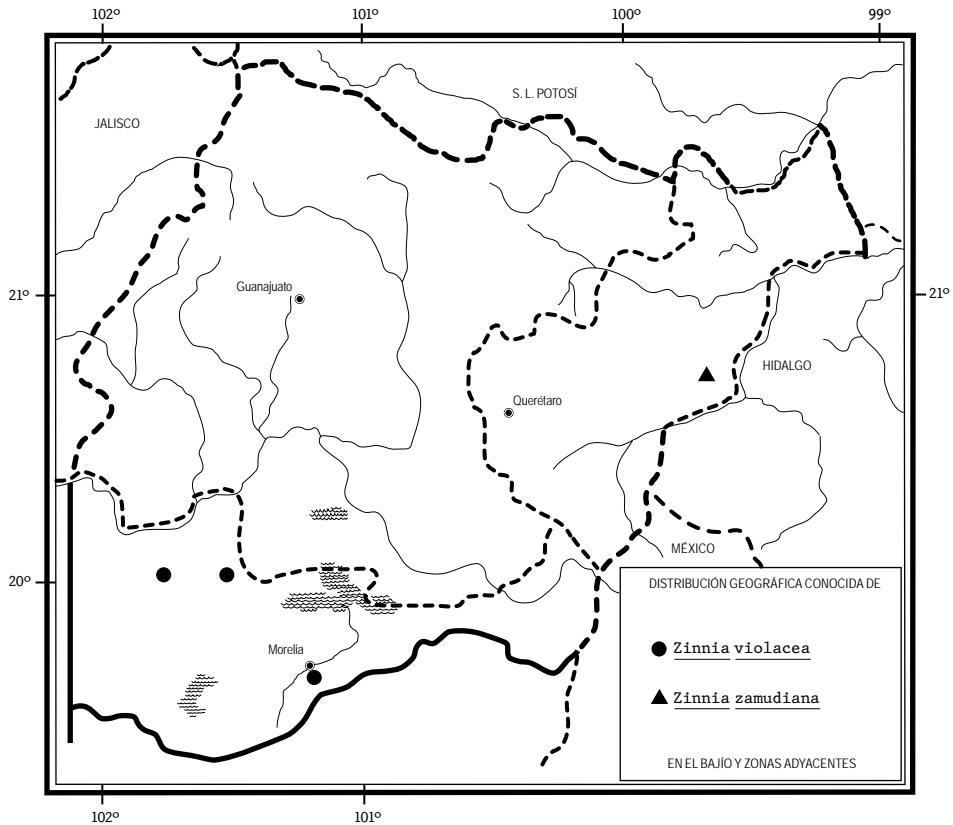 102º 101º 100º 99º
S. L. POTOSÍ
JALISCO
Guanajuato
21º 21º
HIDALGO
Querétaro
MÉXICO
20º
DISTRIBUCIÓN GEOGRÁFICA CONOCIDA DE
Zinnia violacea
Morelia
Zinnia zamudiana
EN EL BAJÍO Y ZONAS ADYACENTES
102º 101º